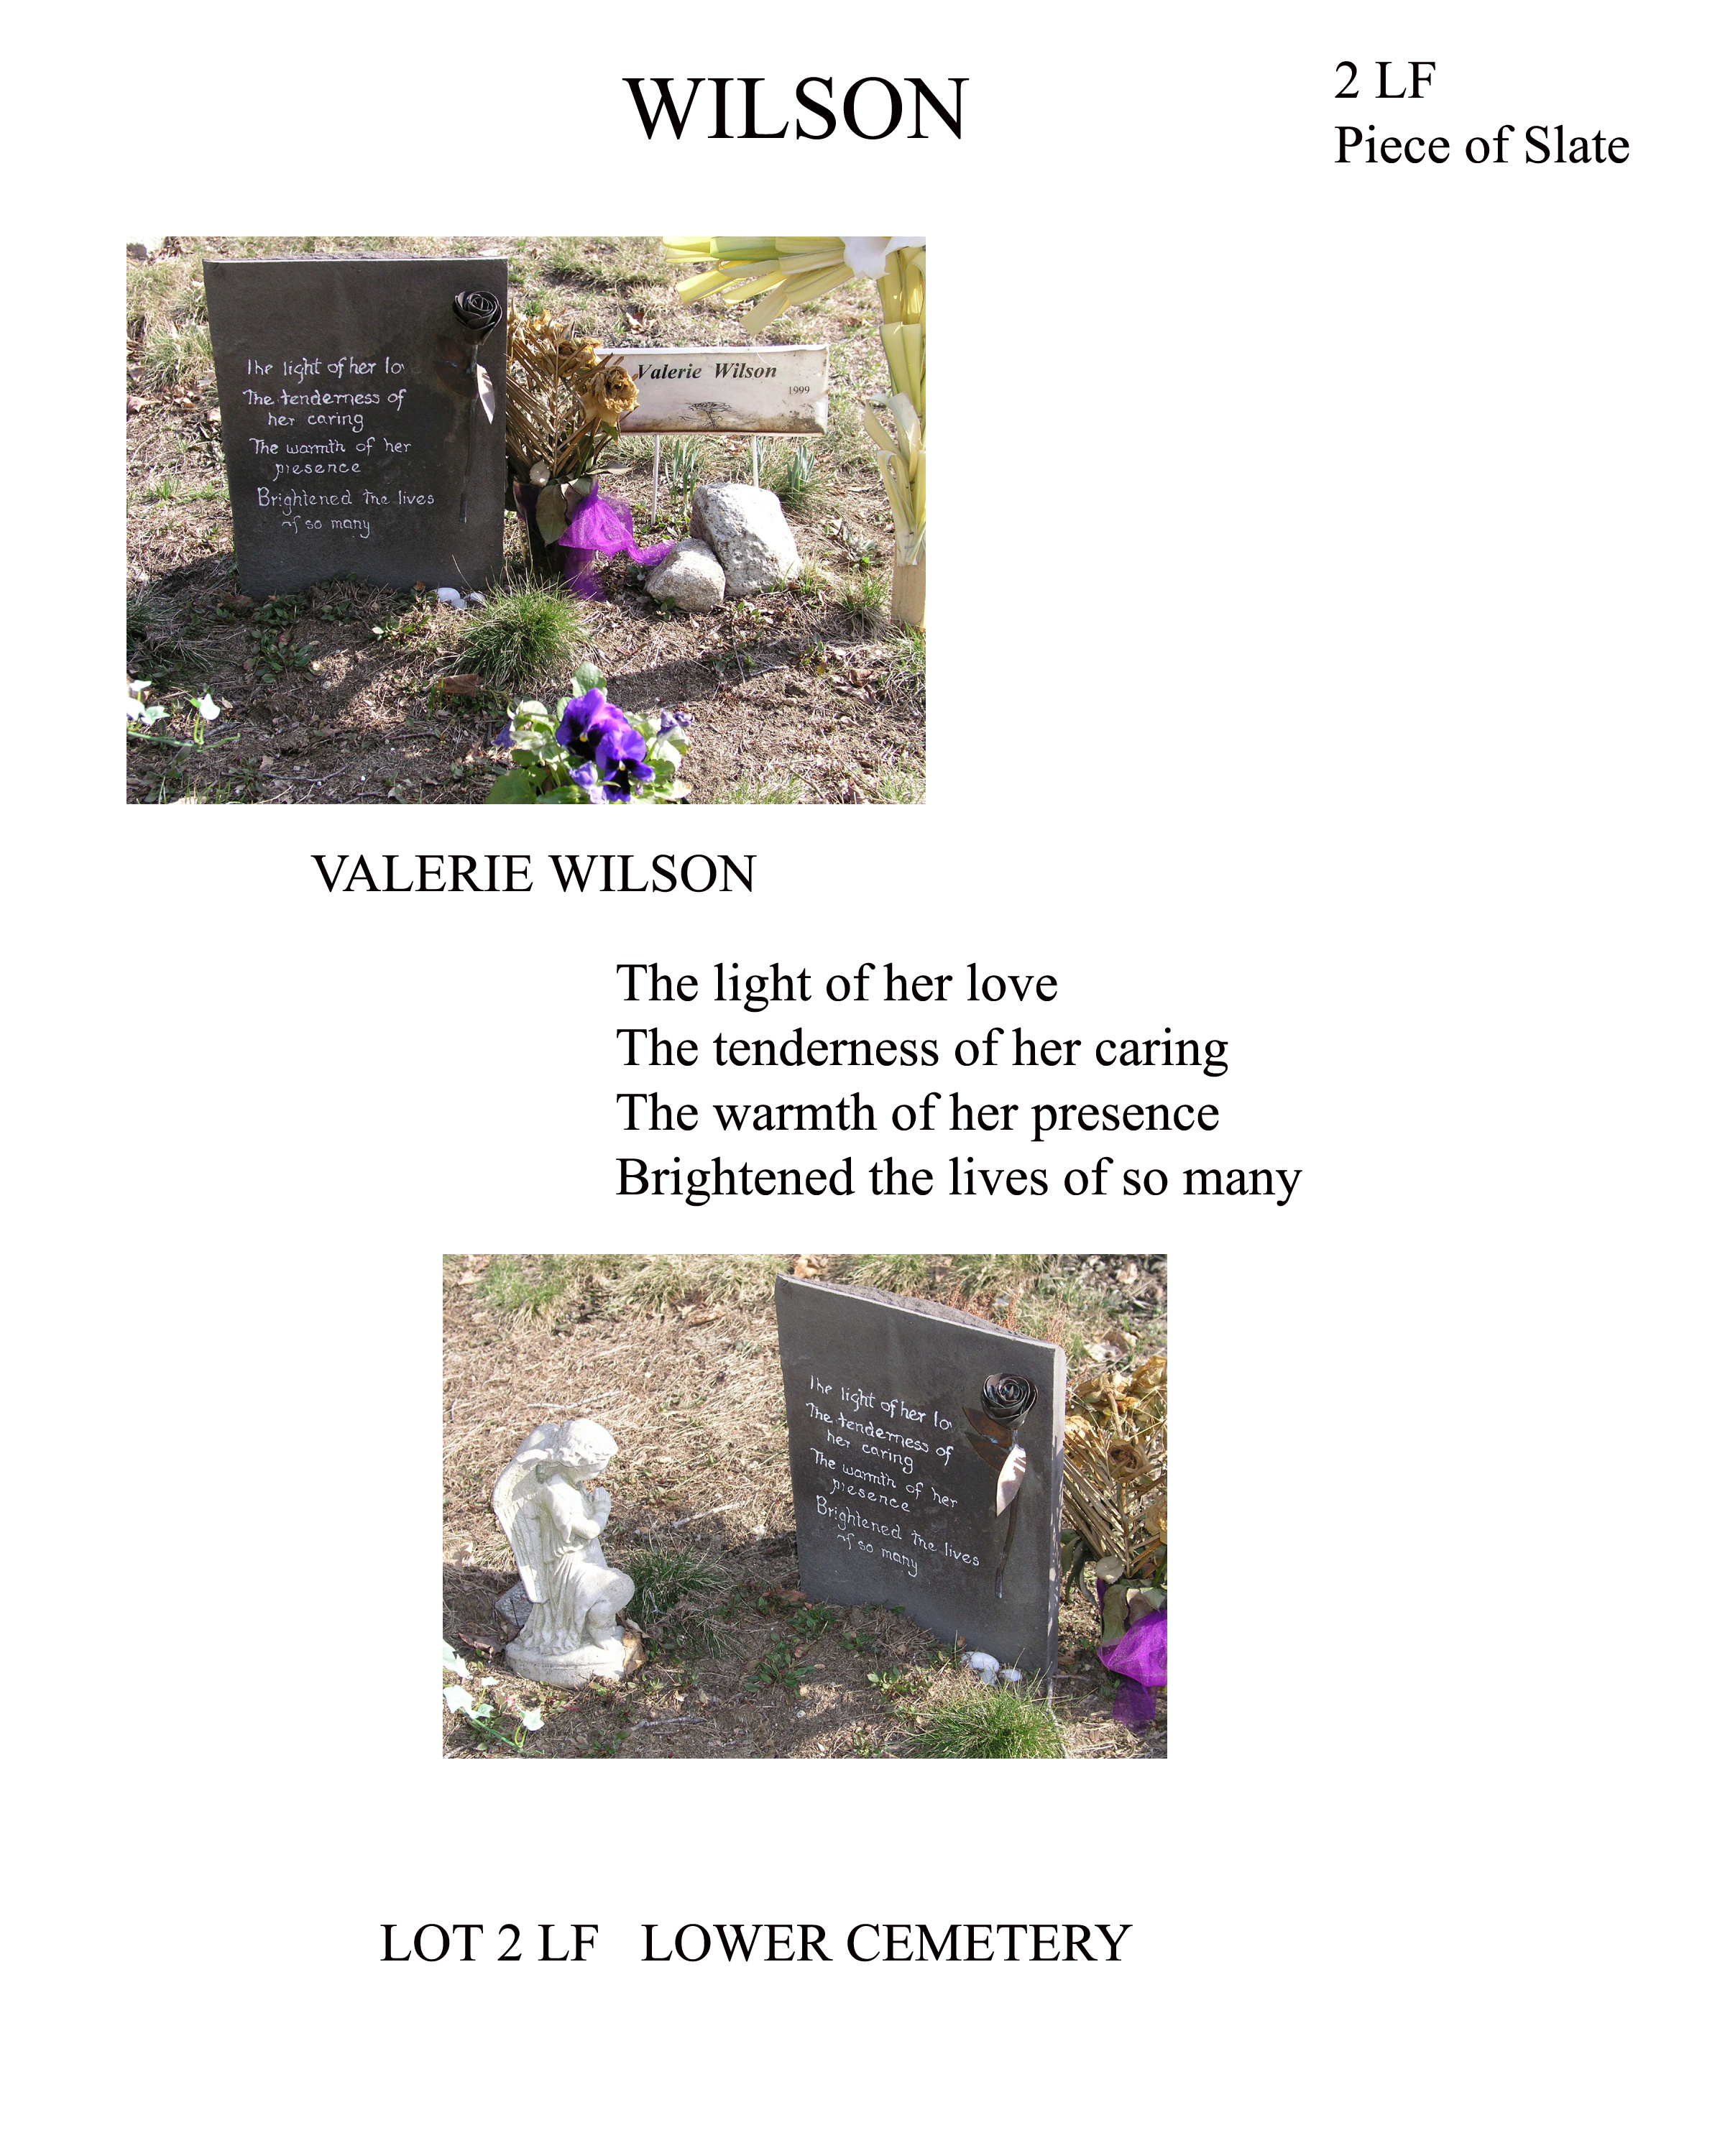 WILSON
2 LF
Piece of Slate
The light of her lo
The tenderness of
her caring
The warmth of her
presence
Brightened the lives
of so many
Valerie Wilson
1999
VALERIE WILSON
The light of her love
The tenderness of her caring
The warmth of her presence
Brightened the lives of so many
The light of her lo
The tenderness of
her caring
The warmth of her
presence
Brightened the lives
of so many
LOT 2 LF LOWER CEMETERY